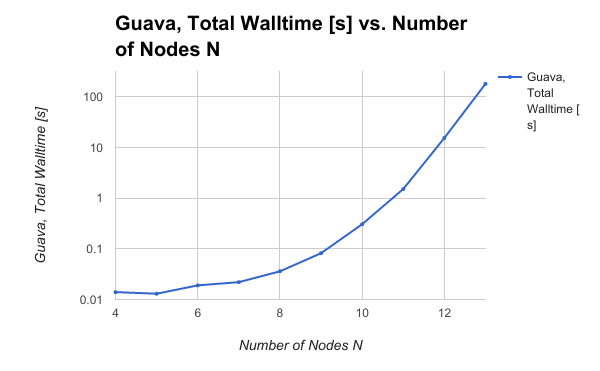 Guava, Total Walltime [s] vs. Number
of Nodes N
Guava,
Total
Walltime [
s]
Guava, Total Walltime [s]
100
10
1
0.1
0.01
4
6
8
10
12
Number of Nodes N